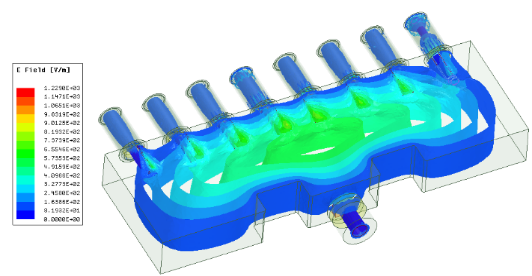 E Field [V/m]
1.2290E+03
1.1471E+03
1.0651E+03
9.8319E+02
9.0125E+02
8.1932E+02
7.3739E+02
6.5546E+02
5.7353E+02
4.9159E+02
4.0966E+02
3.2773E+02
2.4580E+02
1.6386E+02
8.1932E+01
0.0000E+00